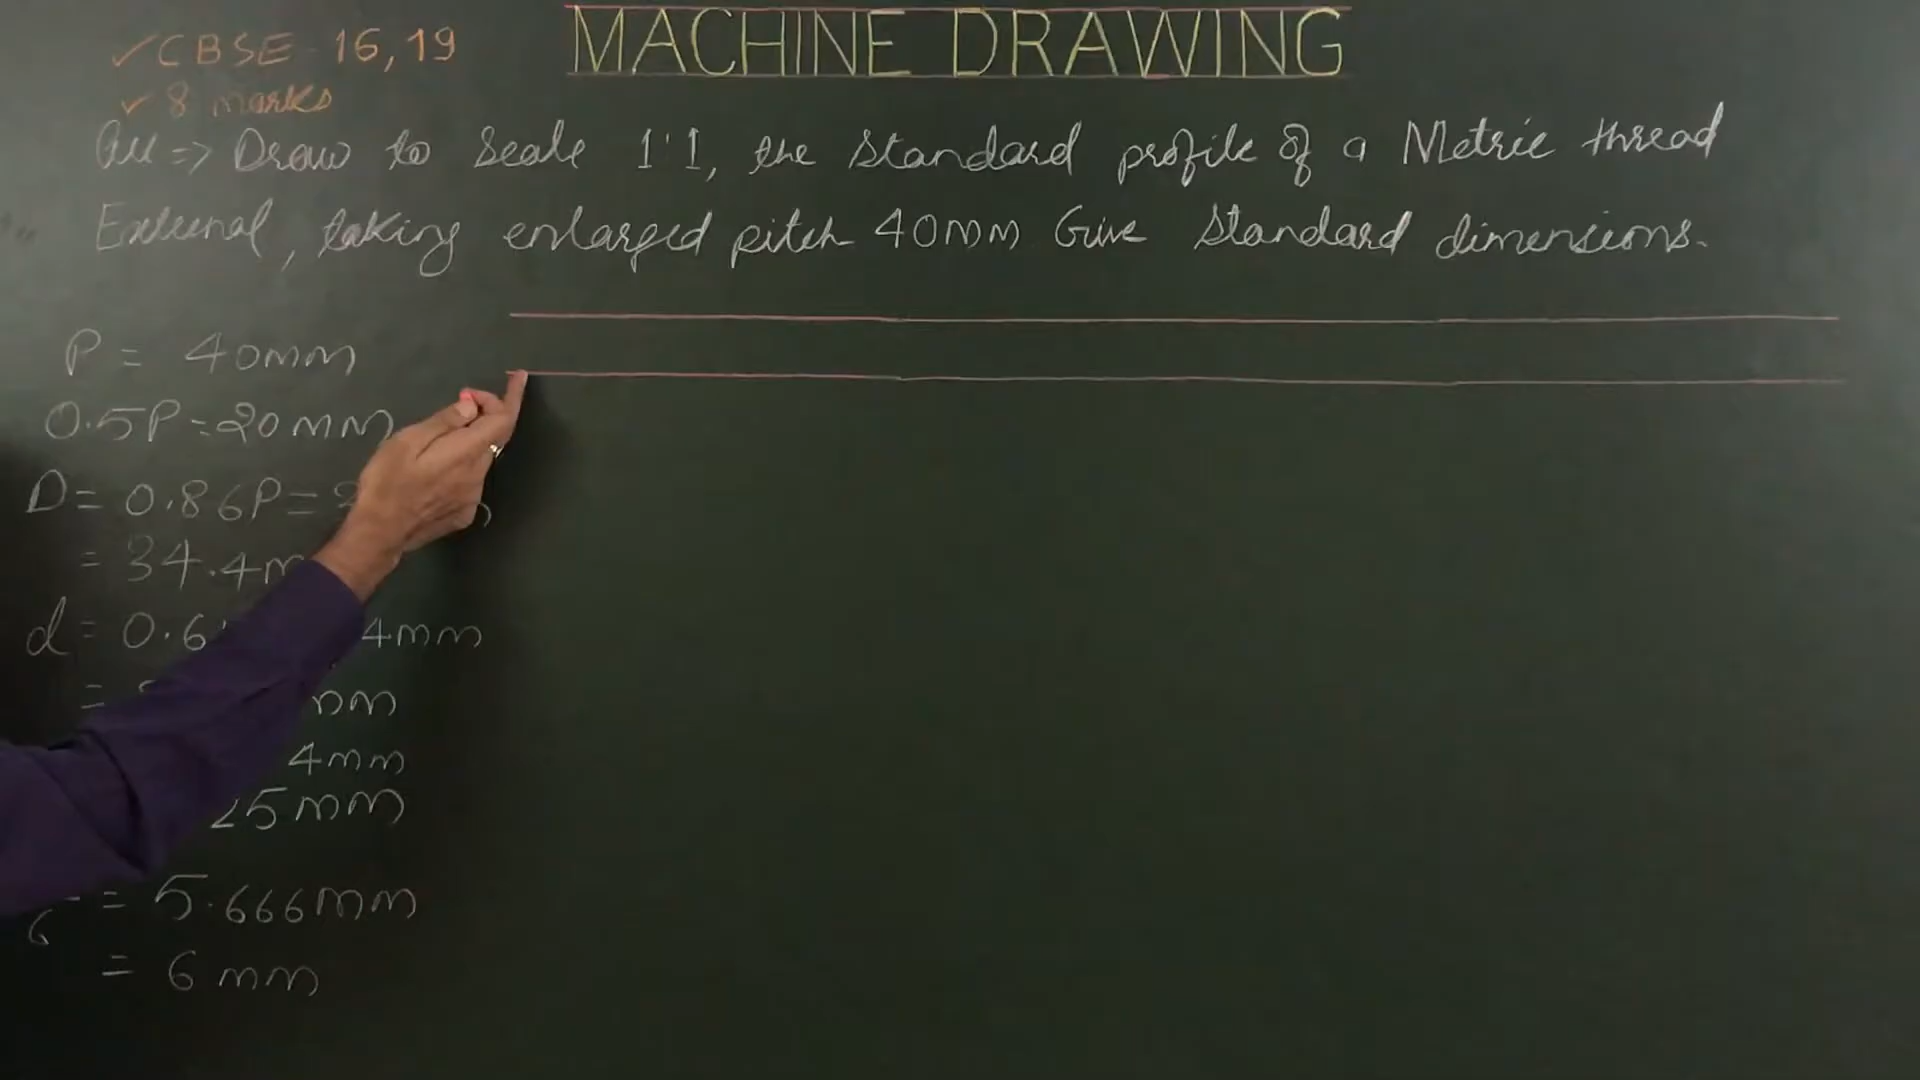 ✓ CBSE - 16,19
MACHINE DRAWING
✓ 8 marks
Qu => Draw to Scale 1:1, the Standard profile of a Metric thread
External, taking enlarged pitch 40mm Give Standard dimensions.
P = 40mm
0.5P = 20mm
D = 0.86P =
= 34.4m
d = 0.6 4mm
= mm
4mm
25mm
6 = 5.666mm
= 6mm